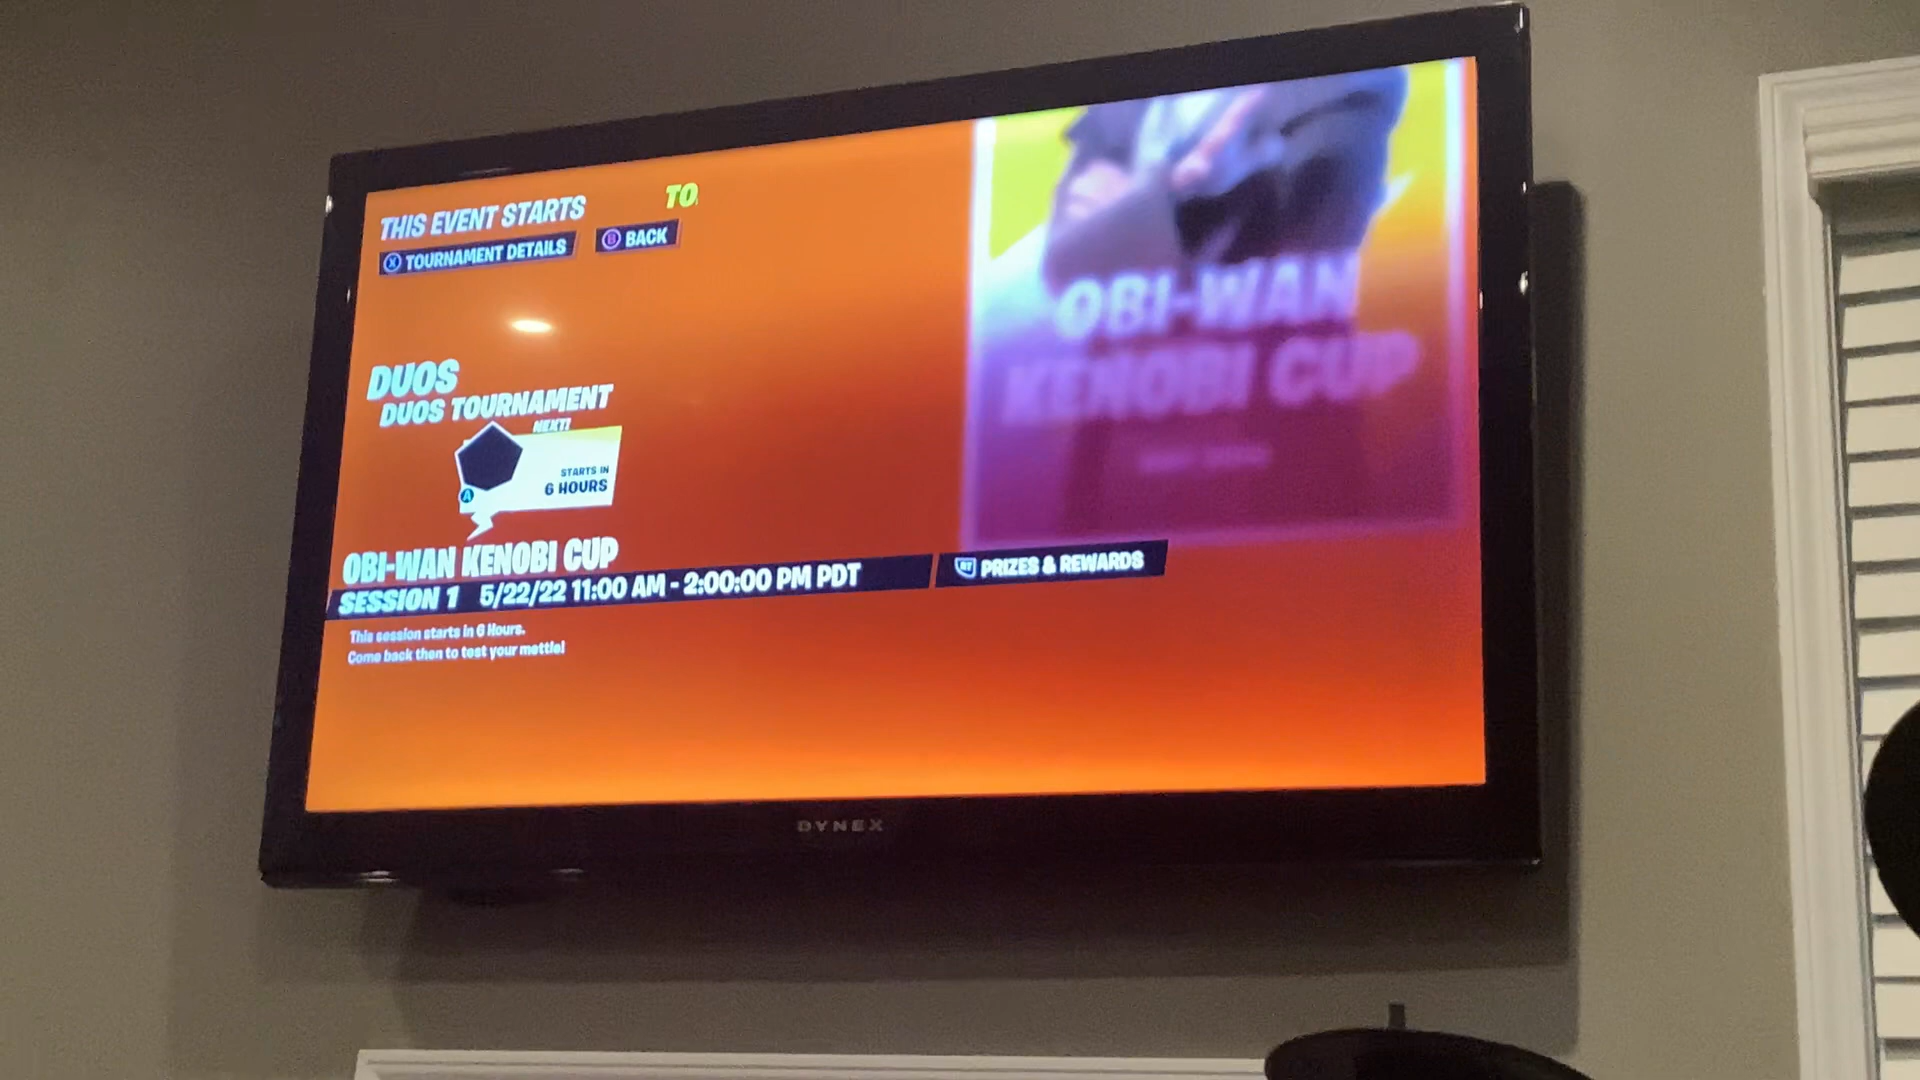 THIS EVENT STARTS TO
TOURNAMENT DETAILS
B BACK
DUOS
DUOS TOURNAMENT
NEXT!
STARTS IN
6 HOURS
A
OBI-WAN KENOBI CUP
SESSION 1 5/22/22 11:00 AM - 2:00:00 PM PDT
RT PRIZES & REWARDS
This session starts in 6 Hours.
Come back then to test your mettle!
OBI-WAN
KENOBI CUP
DYNEX